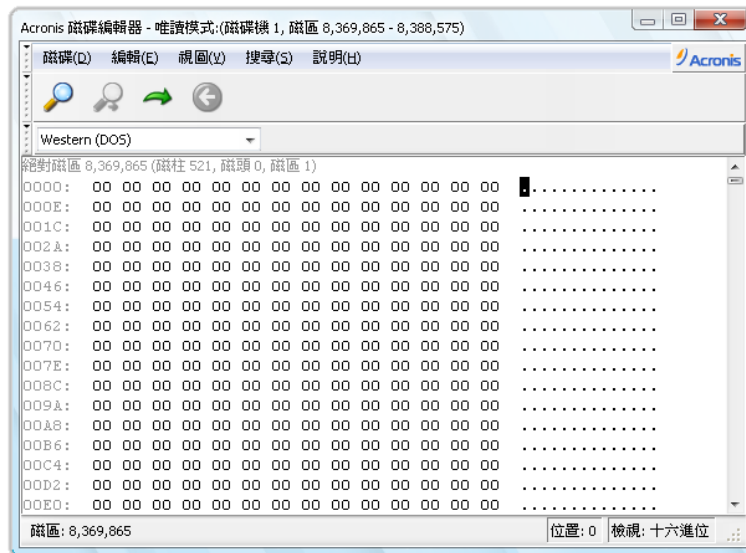 Acronis 磁碟編輯器 - 唯讀模式:(磁碟機 1, 磁區 8,369,865 - 8,388,575)
磁碟(D) 編輯(E) 視圖(V) 搜尋(S) 說明(H) Acronis
Western (DOS)
絕對磁區 8,369,865 (磁柱 521, 磁頭 0, 磁區 1)
0000: 00 00 00 00 00 00 00 00 00 00 00 00 00 00 ..............
000E: 00 00 00 00 00 00 00 00 00 00 00 00 00 00 ..............
001C: 00 00 00 00 00 00 00 00 00 00 00 00 00 00 ..............
002A: 00 00 00 00 00 00 00 00 00 00 00 00 00 00 ..............
0038: 00 00 00 00 00 00 00 00 00 00 00 00 00 00 ..............
0046: 00 00 00 00 00 00 00 00 00 00 00 00 00 00 ..............
0054: 00 00 00 00 00 00 00 00 00 00 00 00 00 00 ..............
0062: 00 00 00 00 00 00 00 00 00 00 00 00 00 00 ..............
0070: 00 00 00 00 00 00 00 00 00 00 00 00 00 00 ..............
007E: 00 00 00 00 00 00 00 00 00 00 00 00 00 00 ..............
008C: 00 00 00 00 00 00 00 00 00 00 00 00 00 00 ..............
009A: 00 00 00 00 00 00 00 00 00 00 00 00 00 00 ..............
00A8: 00 00 00 00 00 00 00 00 00 00 00 00 00 00 ..............
00B6: 00 00 00 00 00 00 00 00 00 00 00 00 00 00 ..............
00C4: 00 00 00 00 00 00 00 00 00 00 00 00 00 00 ..............
00D2: 00 00 00 00 00 00 00 00 00 00 00 00 00 00 ..............
00E0: 00 00 00 00 00 00 00 00 00 00 00 00 00 00 ..............
磁區: 8,369,865 位置: 0 檢視: 十六進位